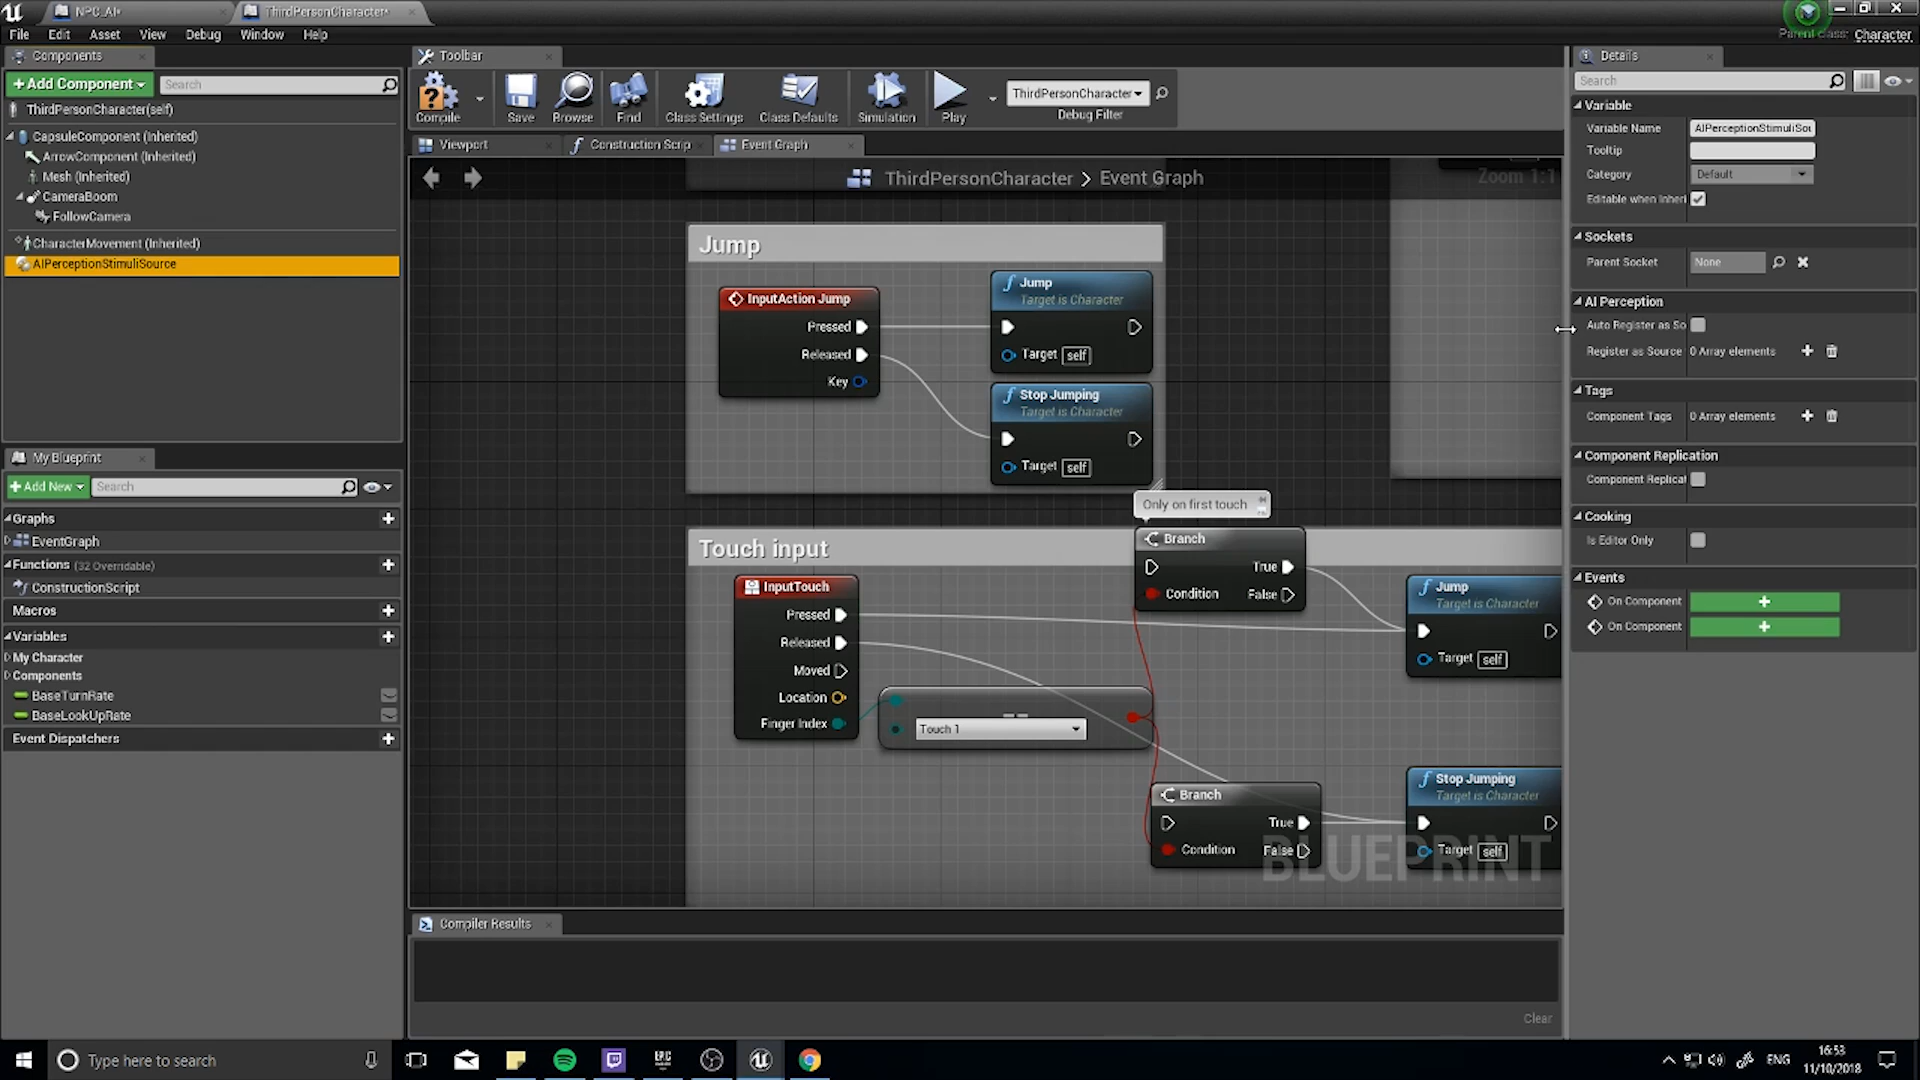 NPC_AI*
ThirdPersonCharacter*
File Edit Asset View Debug Window Help
Parent class: Character
Components
+Add Component
Search
ThirdPersonCharacter(self)
CapsuleComponent (Inherited)
ArrowComponent (Inherited)
Mesh (Inherited)
CameraBoom
FollowCamera
CharacterMovement (Inherited)
AIPerceptionStimuliSource
My Blueprint
+Add New
Search
Graphs
EventGraph
Functions (32 Overridable)
ConstructionScript
Macros
Variables
My Character
Components
BaseTurnRate
BaseLookUpRate
Event Dispatchers
Toolbar
Compile
Save
Browse
Find
Class Settings
Class Defaults
Simulation
Play
ThirdPersonCharacter
Debug Filter
Viewport
Construction Scrip
Event Graph
ThirdPersonCharacter > Event Graph
Zoom 1:1
Jump
InputAction Jump
Pressed
Released
Key
Jump
Target is Character
Target self
Stop Jumping
Target is Character
Target self
Only on first touch
Touch input
Branch
True
Condition
False
InputTouch
Pressed
Released
Moved
Location
Finger Index
==
Touch 1
Jump
Target is Character
Target self
Branch
True
Condition
False
Stop Jumping
Target is Character
Target self
BLUEPRINT
Compiler Results
Clear
Details
Search
Variable
Variable Name
AIPerceptionStimuliSou
Tooltip
Category
Default
Editable when Inheri
Sockets
Parent Socket
None
AI Perception
Auto Register as So
Register as Source
0 Array elements
Tags
Component Tags
0 Array elements
Component Replication
Component Replicat
Cooking
Is Editor Only
Events
On Component
+
On Component
+
Type here to search
EPIC
ENG
16:53
11/10/2018